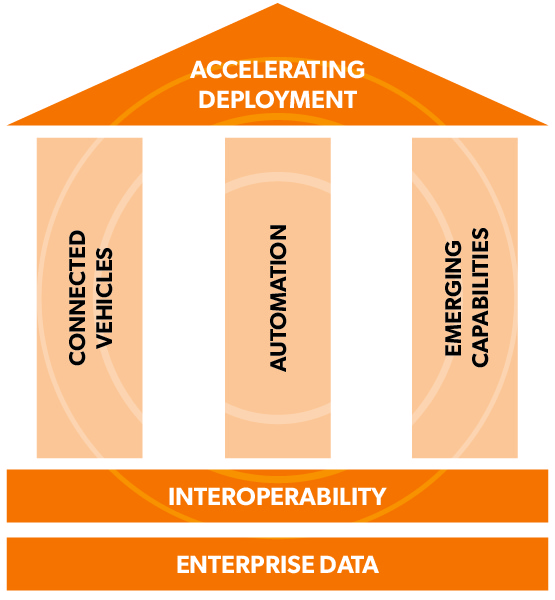 ACCELERATING
DEPLOYMENT
CONNECTED
VEHICLES
AUTOMATION
EMERGING
CAPABILITIES
INTEROPERABILITY
ENTERPRISE DATA